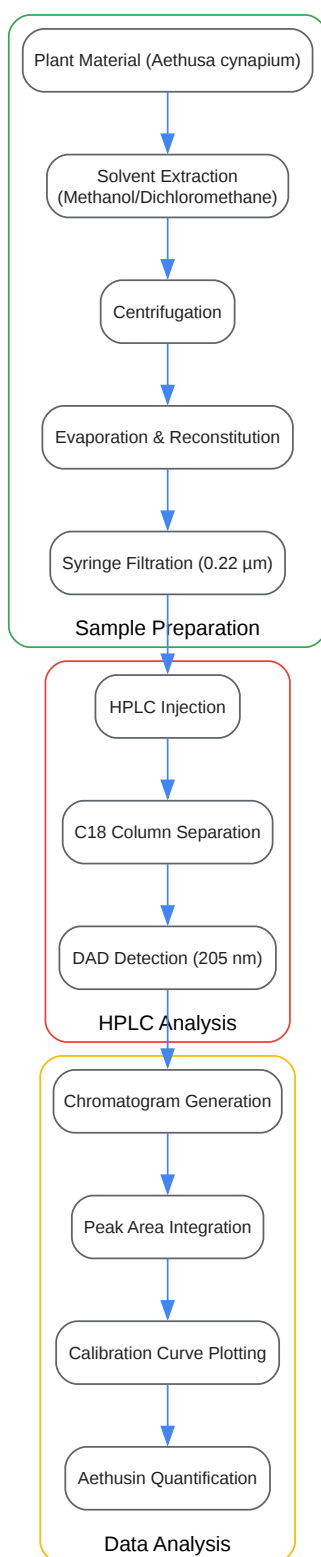 Plant Material (Aethusa cynapium)
Solvent Extraction
(Methanol/Dichloromethane)
Centrifugation
Evaporation & Reconstitution
Syringe Filtration (0.22 µm)
Sample Preparation
HPLC Injection
C18 Column Separation
DAD Detection (205 nm)
HPLC Analysis
Chromatogram Generation
Peak Area Integration
Calibration Curve Plotting
Aethusin Quantification
Data Analysis